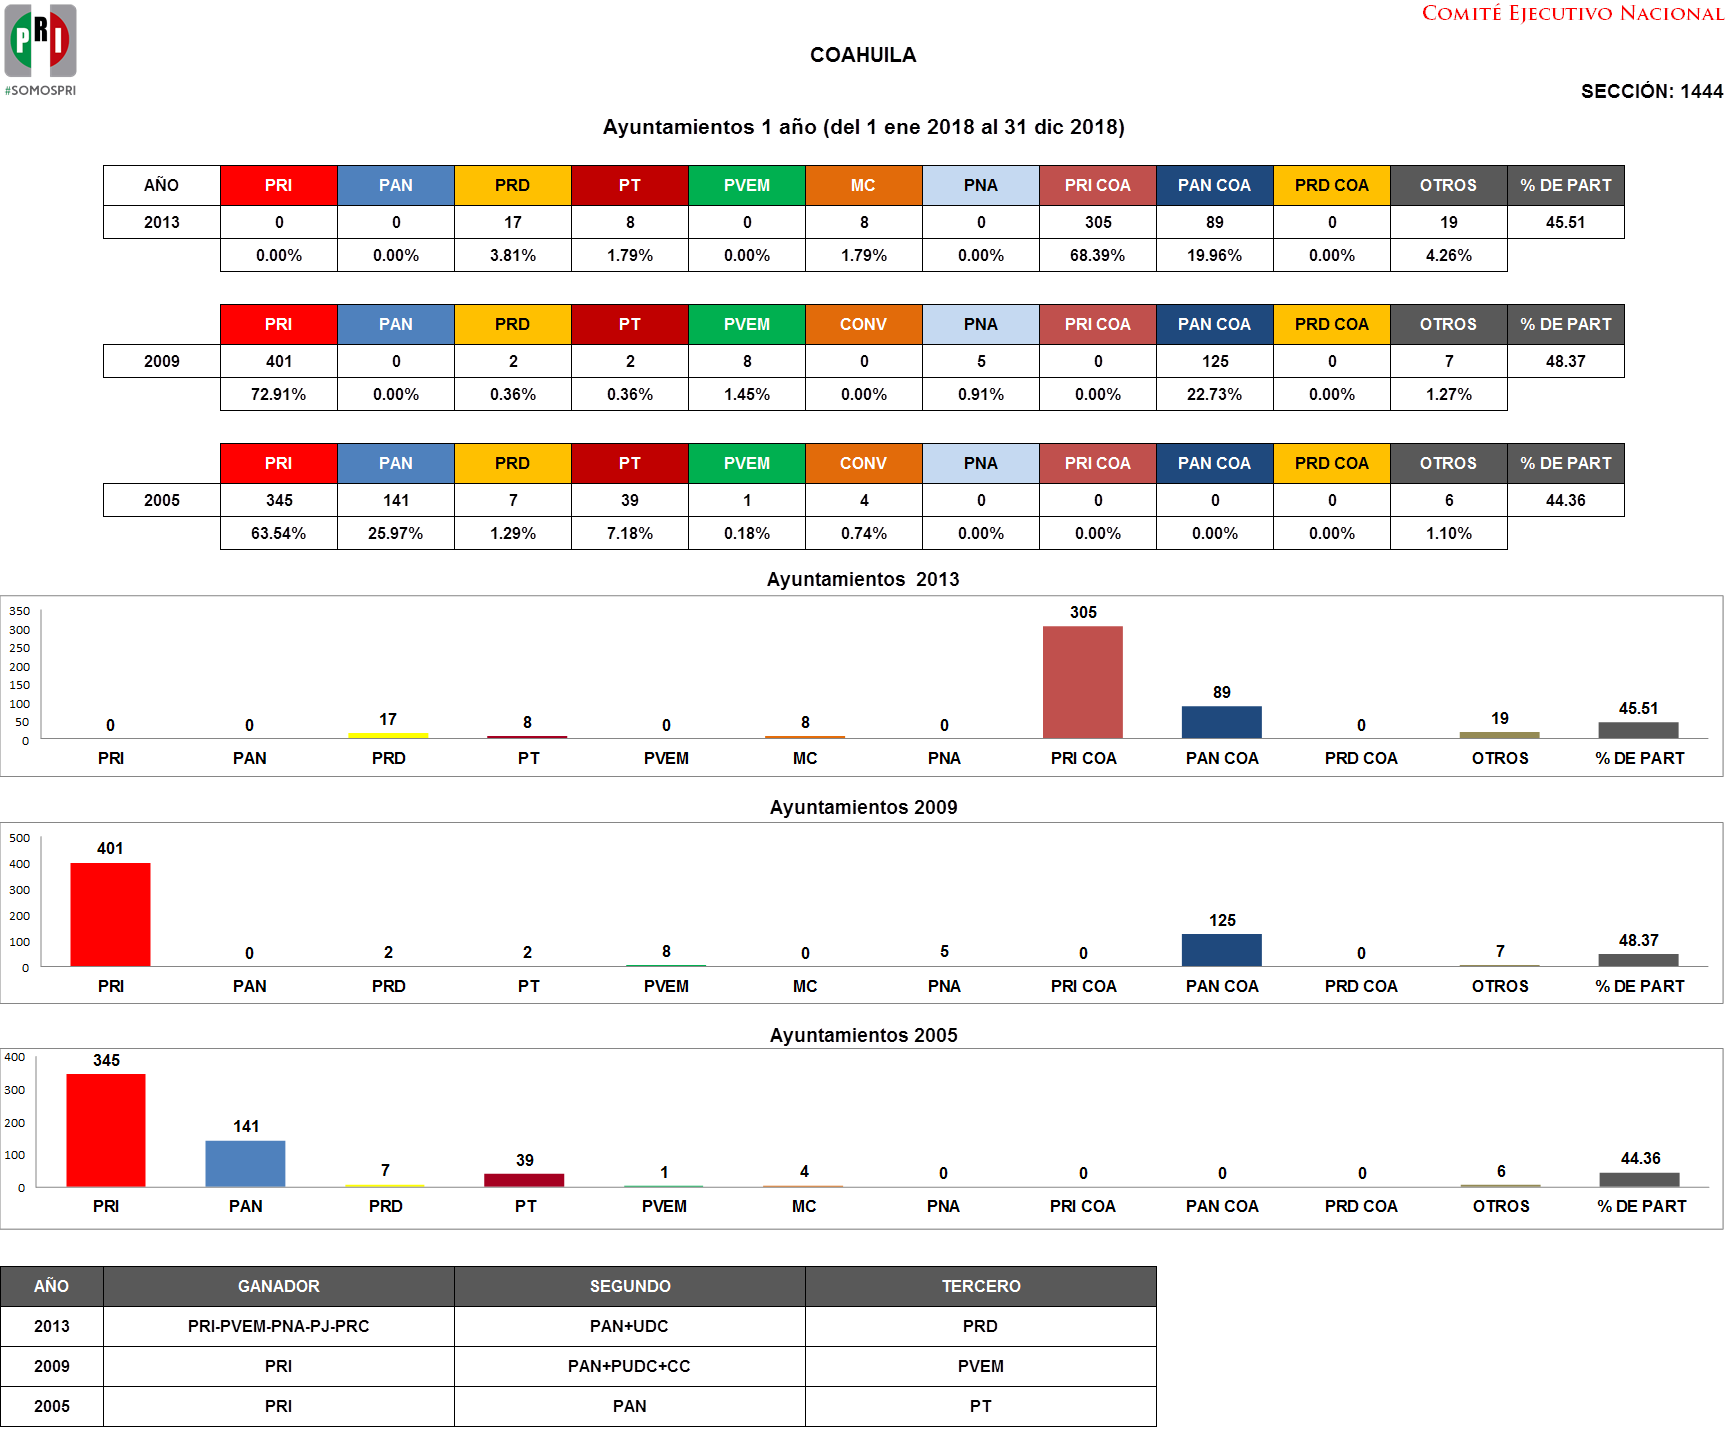 COMITÉ EJECUTIVO NACIONAL
PRI
#SOMOSPRI
COAHUILA
SECCIÓN: 1444
Ayuntamientos 1 año (del 1 ene 2018 al 31 dic 2018)
AÑO PRI PAN PRD PT PVEM MC PNA PRI COA PAN COA PRD COA OTROS % DE PART
2013 0 0 17 8 0 8 0 305 89 0 19 45.51
0.00% 0.00% 3.81% 1.79% 0.00% 1.79% 0.00% 68.39% 19.96% 0.00% 4.26%
PRI PAN PRD PT PVEM CONV PNA PRI COA PAN COA PRD COA OTROS % DE PART
2009 401 0 2 2 8 0 5 0 125 0 7 48.37
72.91% 0.00% 0.36% 0.36% 1.45% 0.00% 0.91% 0.00% 22.73% 0.00% 1.27%
PRI PAN PRD PT PVEM CONV PNA PRI COA PAN COA PRD COA OTROS % DE PART
2005 345 141 7 39 1 4 0 0 0 0 6 44.36
63.54% 25.97% 1.29% 7.18% 0.18% 0.74% 0.00% 0.00% 0.00% 0.00% 1.10%
Ayuntamientos 2013
350
300
250
200
150
100
50
0
0 0 17 8 0 8 0 305 89 0 19 45.51
PRI PAN PRD PT PVEM MC PNA PRI COA PAN COA PRD COA OTROS % DE PART
Ayuntamientos 2009
500
400
300
200
100
0
401 0 2 2 8 0 5 0 125 0 7 48.37
PRI PAN PRD PT PVEM MC PNA PRI COA PAN COA PRD COA OTROS % DE PART
Ayuntamientos 2005
400
300
200
100
0
345 141 7 39 1 4 0 0 0 0 6 44.36
PRI PAN PRD PT PVEM MC PNA PRI COA PAN COA PRD COA OTROS % DE PART
AÑO GANADOR SEGUNDO TERCERO
2013 PRI-PVEM-PNA-PJ-PRC PAN+UDC PRD
2009 PRI PAN+PUDC+CC PVEM
2005 PRI PAN PT